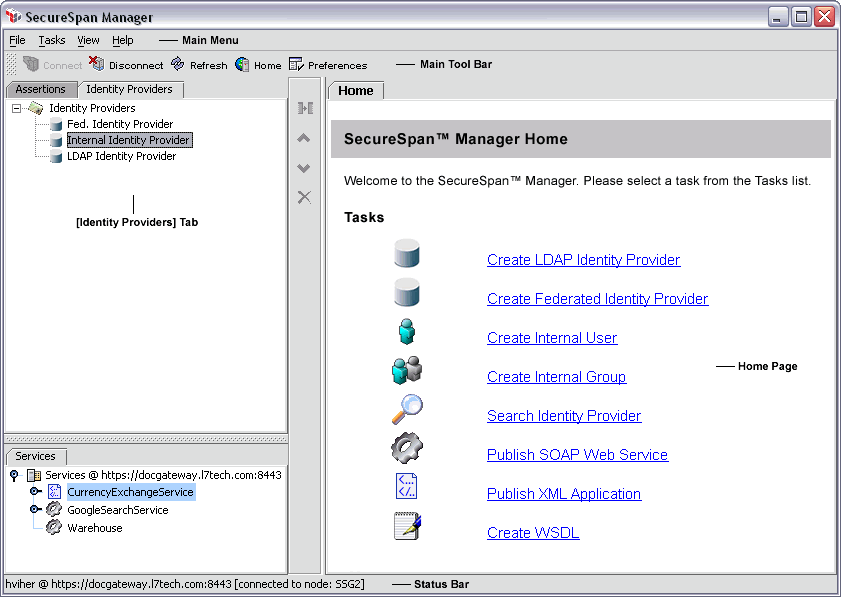 SecureSpan Manager
File Tasks View Help Main Menu
Connect Disconnect Refresh Home Preferences Main Tool Bar
Assertions Identity Providers
Identity Providers
Fed. Identity Provider
Internal Identity Provider
LDAP Identity Provider
[Identity Providers] Tab
Home
SecureSpan™ Manager Home
Welcome to the SecureSpan™ Manager. Please select a task from the Tasks list.
Tasks
Create LDAP Identity Provider
Create Federated Identity Provider
Create Internal User
Create Internal Group
Home Page
Search Identity Provider
Publish SOAP Web Service
Publish XML Application
Create WSDL
Services
Services @ https://docgateway.l7tech.com:8443
CurrencyExchangeService
GoogleSearchService
Warehouse
hviher @ https://docgateway.l7tech.com:8443 [connected to node: SSG2] Status Bar